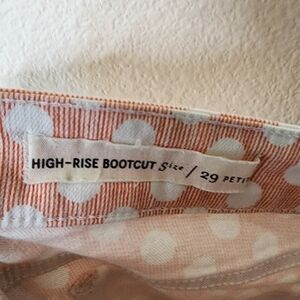 HIGH-RISE BOOTCUT Size / 29